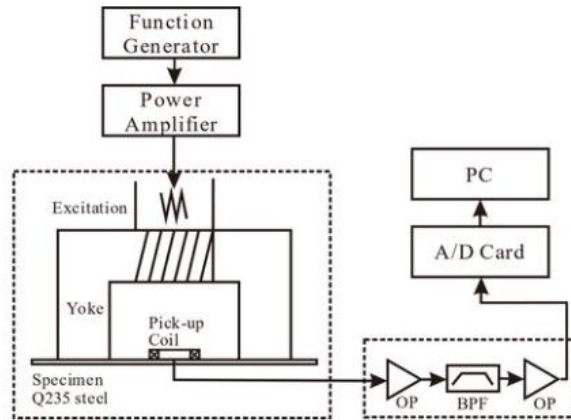 Function
Generator
Power
Amplifier
Excitation
Yoke
Pick-up
Coil
Specimen
Q235 steel
PC
A/D Card
OP
BPF
OP